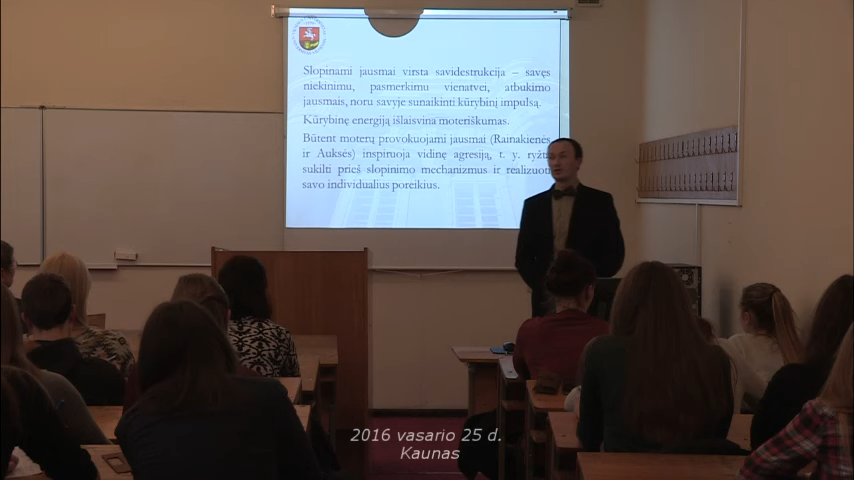 Slopinami jausmai virsta savidestrukcija – savęs
niekinimu, pasmerkimu vienatvei, atbukimo
jausmais, noru savyje sunaikinti kūrybinį impulsą.
Kūrybinę energiją išlaisvina moteriškumas.
Būtent moterų provokuojami jausmai (Rainakienės
ir Auksės) inspiruoja vidinę agresiją, t. y. ryžtą
sukilti prieš slopinimo mechanizmus ir realizuoti
savo individualius poreikius.
2016 vasario 25 d.
Kaunas